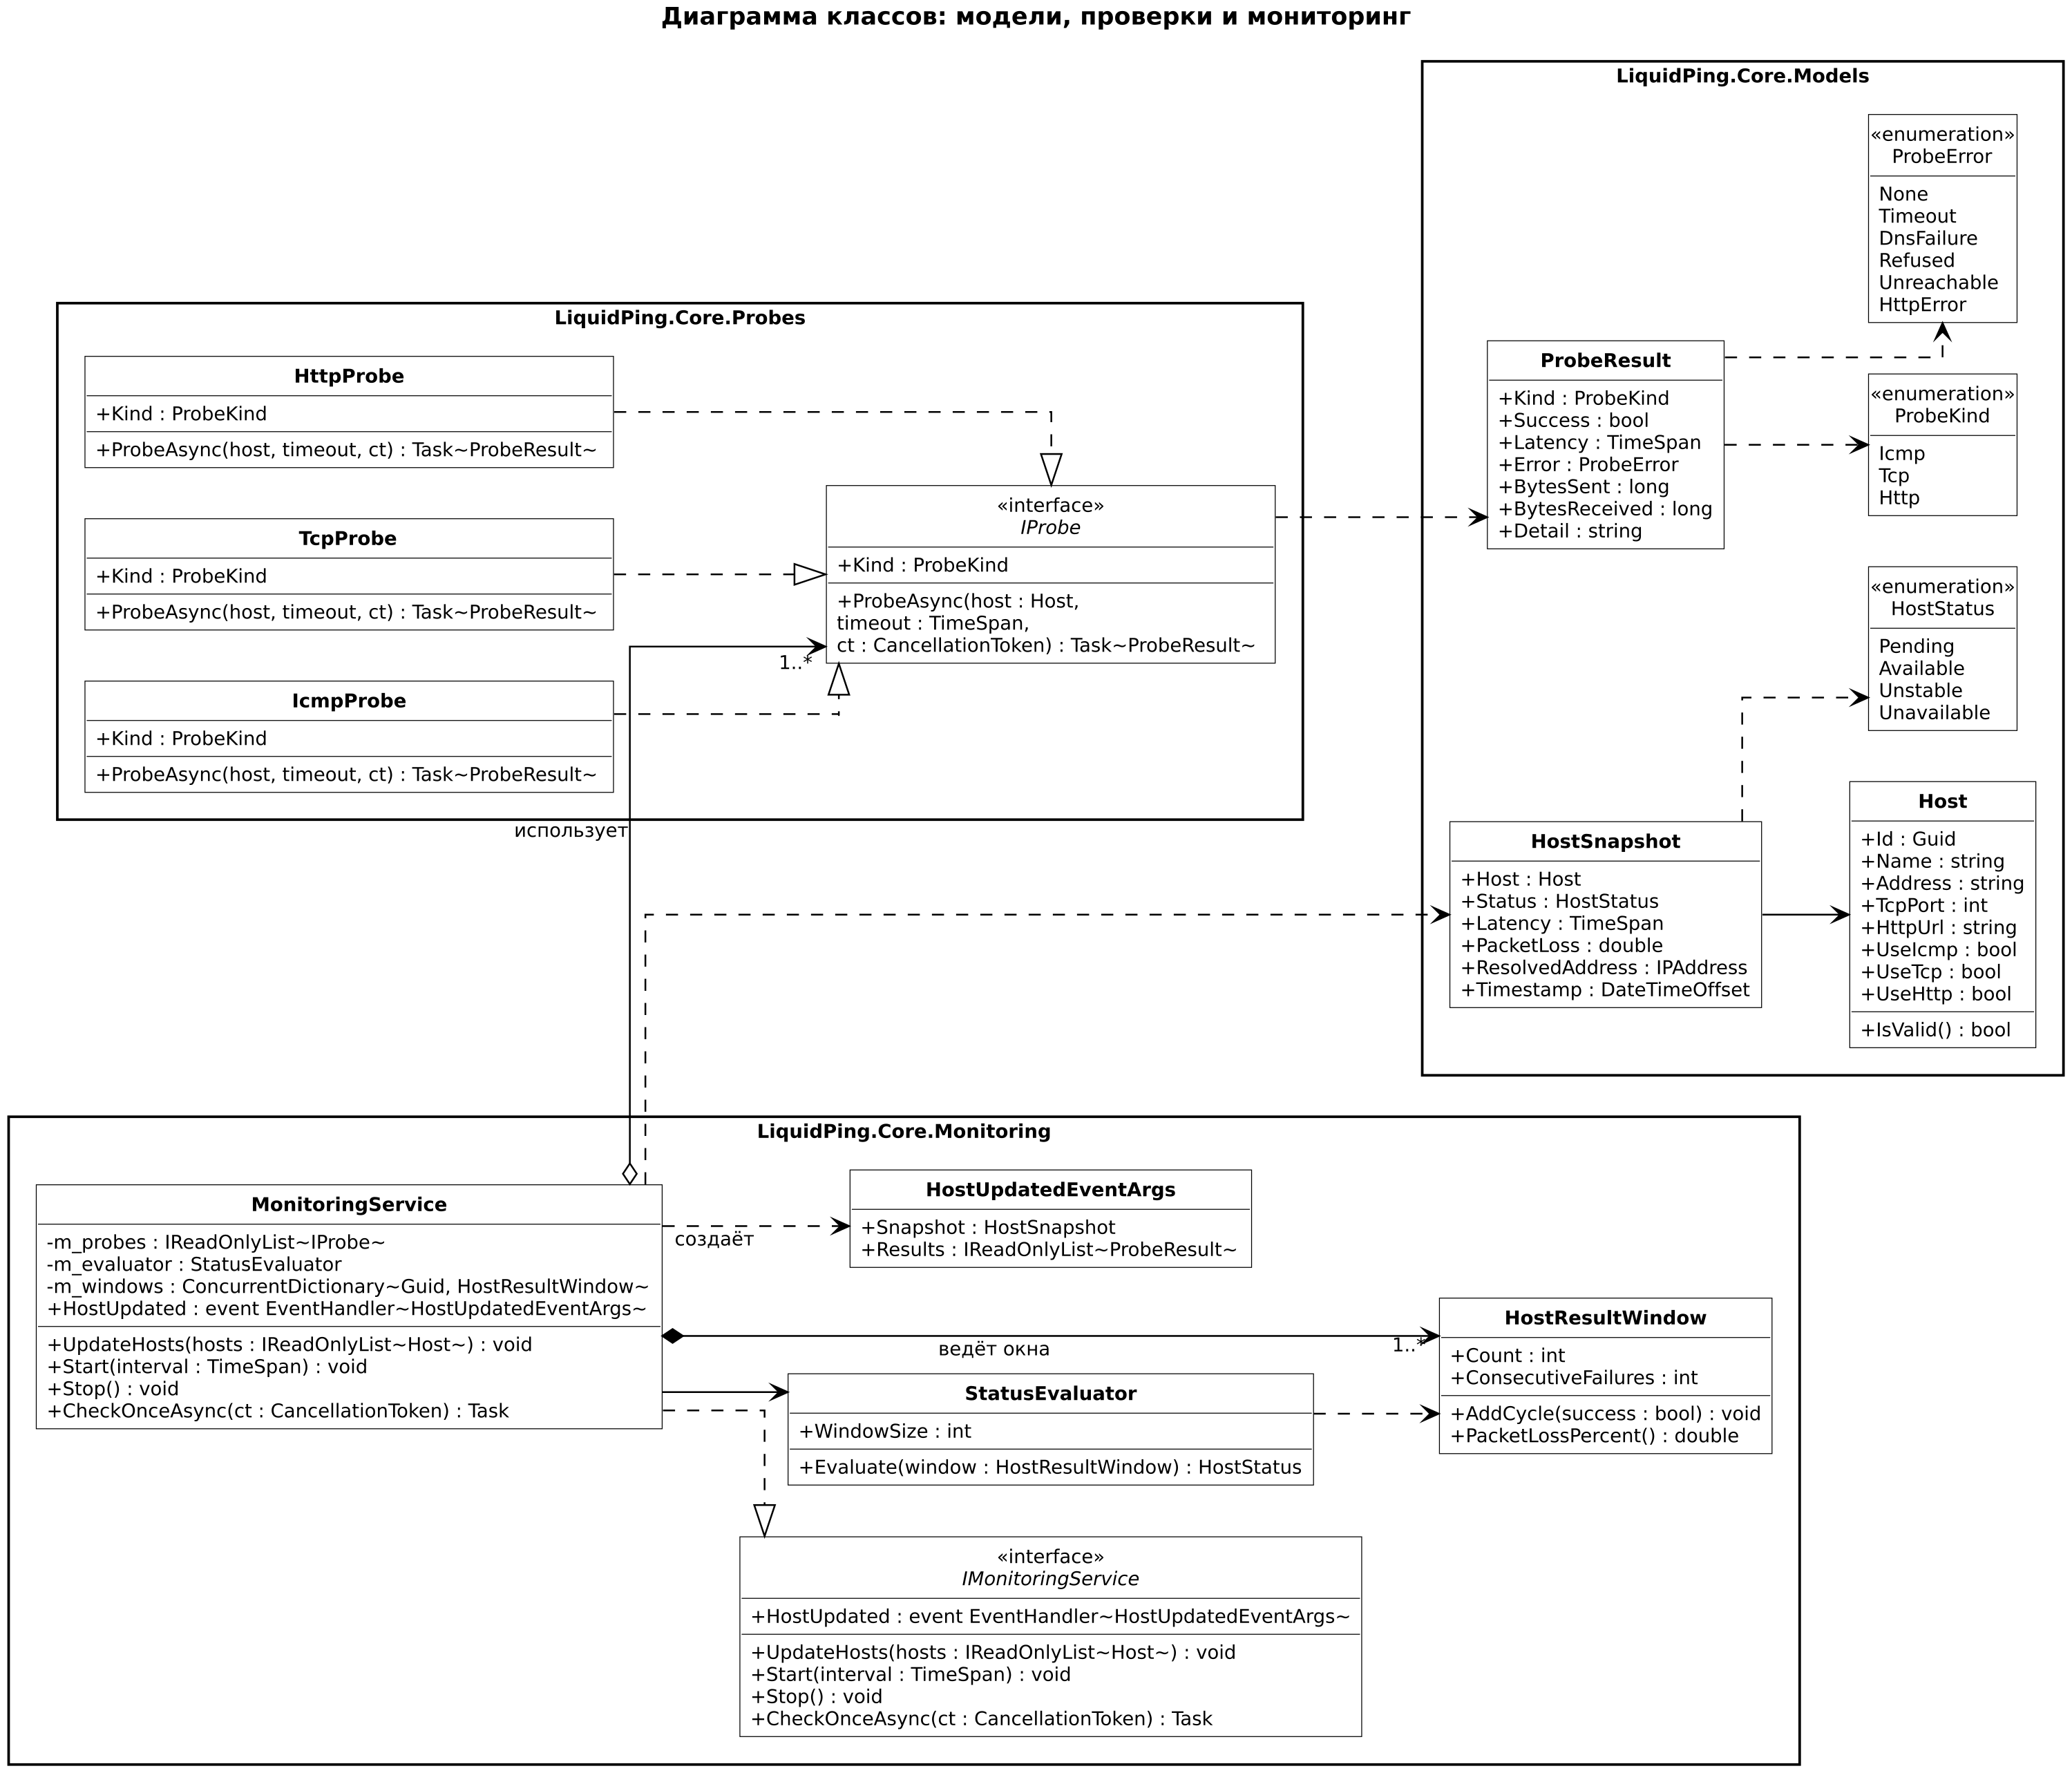 Диаграмма классов: модели, проверки и мониторинг
LiquidPing.Core.Models
«enumeration»
ProbeError
None
Timeout
DnsFailure
Refused
Unreachable
HttpError
ProbeResult
+Kind : ProbeKind
+Success : bool
+Latency : TimeSpan
+Error : ProbeError
+BytesSent : long
+BytesReceived : long
+Detail : string
«enumeration»
ProbeKind
Icmp
Tcp
Http
«enumeration»
HostStatus
Pending
Available
Unstable
Unavailable
HostSnapshot
+Host : Host
+Status : HostStatus
+Latency : TimeSpan
+PacketLoss : double
+ResolvedAddress : IPAddress
+Timestamp : DateTimeOffset
Host
+Id : Guid
+Name : string
+Address : string
+TcpPort : int
+HttpUrl : string
+UseIcmp : bool
+UseTcp : bool
+UseHttp : bool
+IsValid() : bool
LiquidPing.Core.Probes
HttpProbe
+Kind : ProbeKind
+ProbeAsync(host, timeout, ct) : Task~ProbeResult~
TcpProbe
+Kind : ProbeKind
+ProbeAsync(host, timeout, ct) : Task~ProbeResult~
IcmpProbe
+Kind : ProbeKind
+ProbeAsync(host, timeout, ct) : Task~ProbeResult~
«interface»
IProbe
+Kind : ProbeKind
+ProbeAsync(host : Host,
timeout : TimeSpan,
ct : CancellationToken) : Task~ProbeResult~
1..*
использует
LiquidPing.Core.Monitoring
MonitoringService
-m_probes : IReadOnlyList~IProbe~
-m_evaluator : StatusEvaluator
-m_windows : ConcurrentDictionary~Guid, HostResultWindow~
+HostUpdated : event EventHandler~HostUpdatedEventArgs~
+UpdateHosts(hosts : IReadOnlyList~Host~) : void
+Start(interval : TimeSpan) : void
+Stop() : void
+CheckOnceAsync(ct : CancellationToken) : Task
создаёт
HostUpdatedEventArgs
+Snapshot : HostSnapshot
+Results : IReadOnlyList~ProbeResult~
ведёт окна
1..*
HostResultWindow
+Count : int
+ConsecutiveFailures : int
+AddCycle(success : bool) : void
+PacketLossPercent() : double
StatusEvaluator
+WindowSize : int
+Evaluate(window : HostResultWindow) : HostStatus
«interface»
IMonitoringService
+HostUpdated : event EventHandler~HostUpdatedEventArgs~
+UpdateHosts(hosts : IReadOnlyList~Host~) : void
+Start(interval : TimeSpan) : void
+Stop() : void
+CheckOnceAsync(ct : CancellationToken) : Task